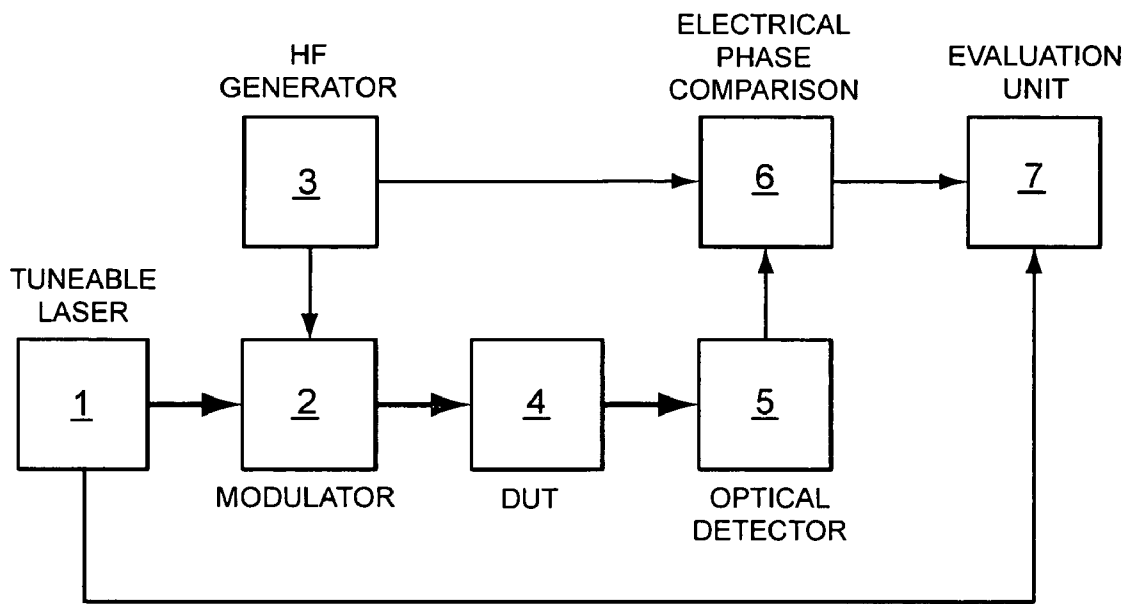 HF
GENERATOR
ELECTRICAL
PHASE
COMPARISON
EVALUATION
UNIT
3
6
7
TUNEABLE
LASER
1
2
4
5
MODULATOR
DUT
OPTICAL
DETECTOR